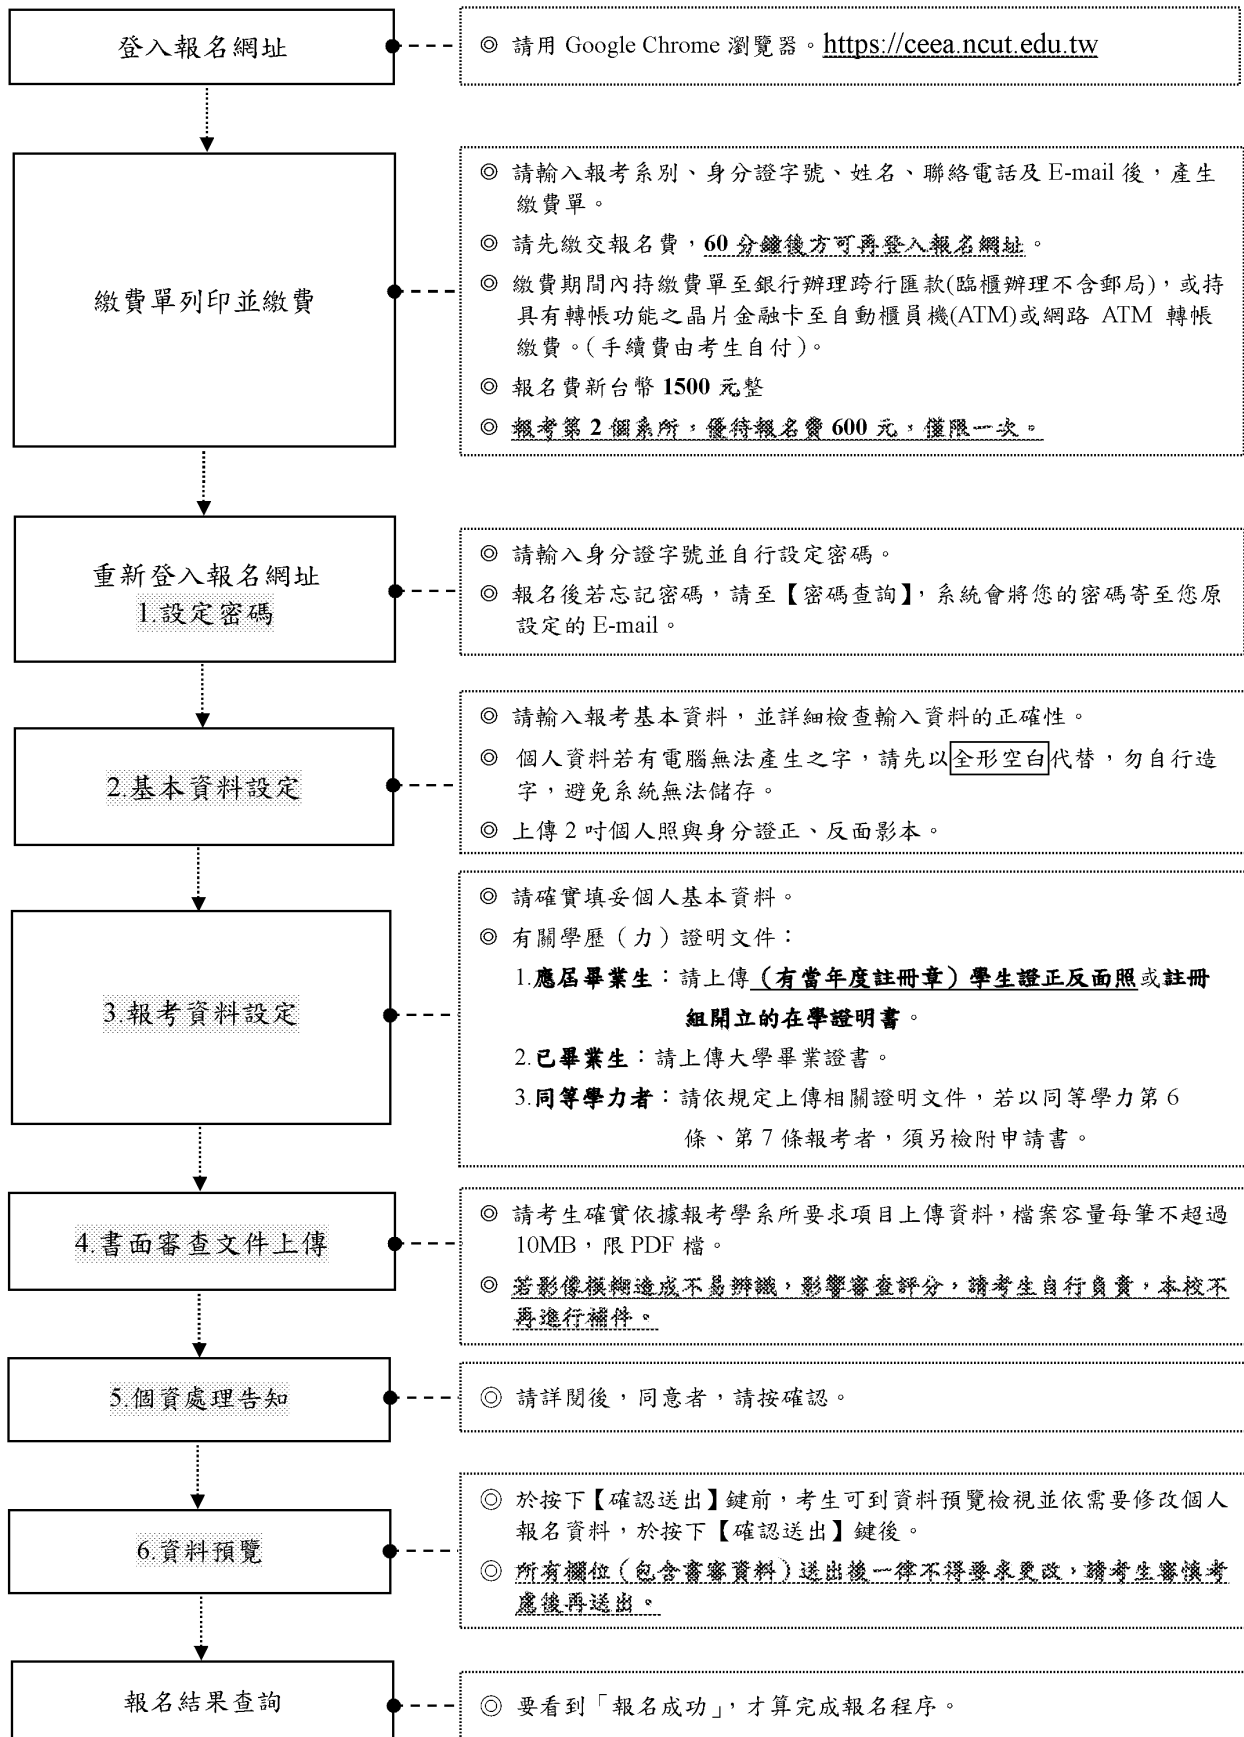 登入報名網址
◎ 請用 Google Chrome 瀏覽器。https://ceea.ncut.edu.tw
繳費單列印並繳費
◎ 請輸入報考系別、身分證字號、姓名、聯絡電話及 E-mail 後，產生
繳費單。
◎ 請先繳交報名費，60 分鐘後方可再登入報名網址。
◎ 繳費期間內持繳費單至銀行辦理跨行匯款(臨櫃辦理不含郵局)，或持
具有轉帳功能之晶片金融卡至自動櫃員機(ATM)或網路 ATM 轉帳
繳費。(手續費由考生自付)。
◎ 報名費新台幣 1500 元整
◎ 報考第 2 個系所，優待報名費 600 元，僅限一次。
重新登入報名網址
1.設定密碼
◎ 請輸入身分證字號並自行設定密碼。
◎ 報名後若忘記密碼，請至【密碼查詢】，系統會將您的密碼寄至您原
設定的 E-mail。
2.基本資料設定
◎ 請輸入報考基本資料，並詳細檢查輸入資料的正確性。
◎ 個人資料若有電腦無法產生之字，請先以全形空白代替，勿自行造
字，避免系統無法儲存。
◎ 上傳 2 吋個人照與身分證正、反面影本。
3.報考資料設定
◎ 請確實填妥個人基本資料。
◎ 有關學歷（力）證明文件：
1.應屆畢業生：請上傳（有當年度註冊章）學生證正反面照或註冊
組開立的在學證明書。
2.已畢業生：請上傳大學畢業證書。
3.同等學力者：請依規定上傳相關證明文件，若以同等學力第 6
條、第 7 條報考者，須另檢附申請書。
4.書面審查文件上傳
◎ 請考生確實依據報考學系所要求項目上傳資料，檔案容量每筆不超過
10MB，限 PDF 檔。
◎ 若影像模糊造成不易辨識，影響審查評分，請考生自行負責，本校不
再進行補件。
5.個資處理告知
◎ 請詳閱後，同意者，請按確認。
6.資料預覽
◎ 於按下【確認送出】鍵前，考生可到資料預覽檢視並依需要修改個人
報名資料，於按下【確認送出】鍵後。
◎ 所有欄位（包含書審資料）送出後一律不得要求更改，請考生審慎考
慮後再送出。
報名結果查詢
◎ 要看到「報名成功」，才算完成報名程序。